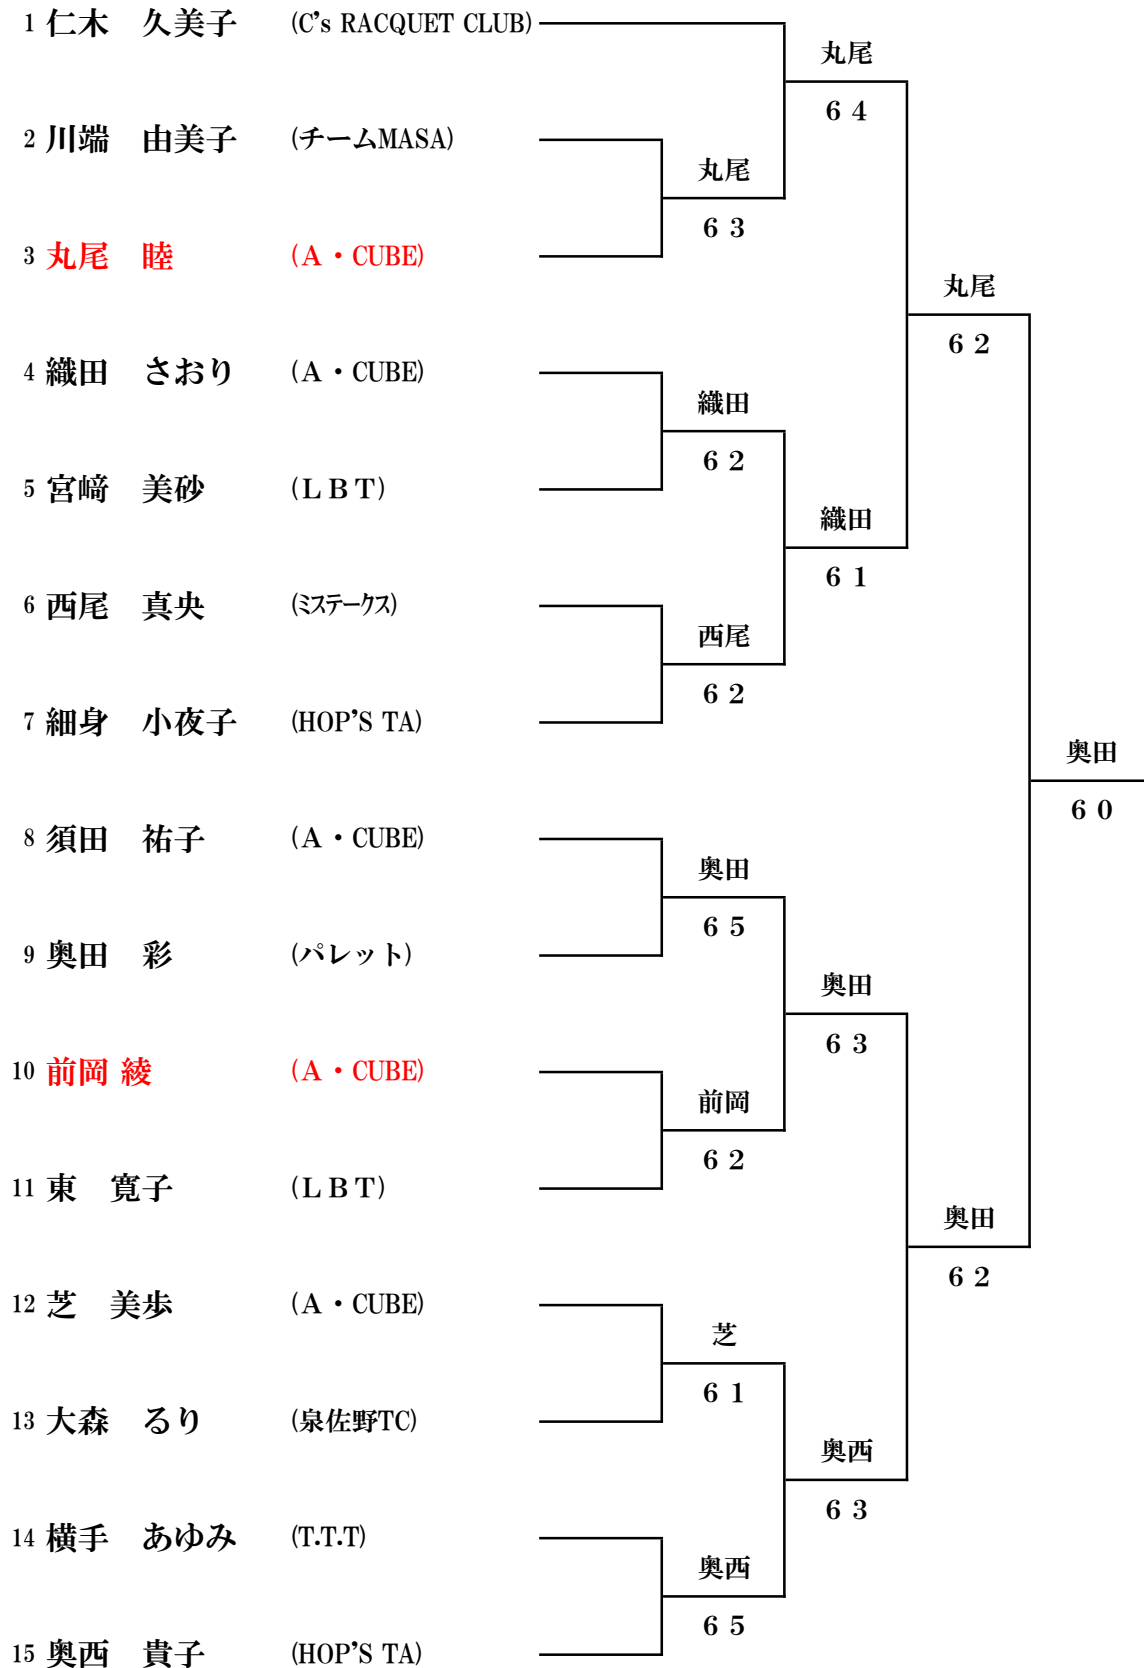 1 仁木　久美子 (C's RACQUET CLUB)
丸尾
6 4
2 川端　由美子 (チームMASA)
丸尾
6 3
3 丸尾　睦 (A・CUBE)
丸尾
6 2
4 織田　さおり (A・CUBE)
織田
6 2
5 宮﨑　美砂 (LBT)
織田
6 1
6 西尾　真央 (ミステークス)
西尾
6 2
7 細身　小夜子 (HOP'S TA)
奥田
6 0
8 須田　祐子 (A・CUBE)
奥田
6 5
9 奥田　彩 (パレット)
奥田
6 3
10 前岡 綾 (A・CUBE)
前岡
6 2
11 東　寛子 (LBT)
奥田
6 2
12 芝　美歩 (A・CUBE)
芝
6 1
13 大森　るり (泉佐野TC)
奥西
6 3
14 横手　あゆみ (T.T.T)
奥西
6 5
15 奥西　貴子 (HOP'S TA)